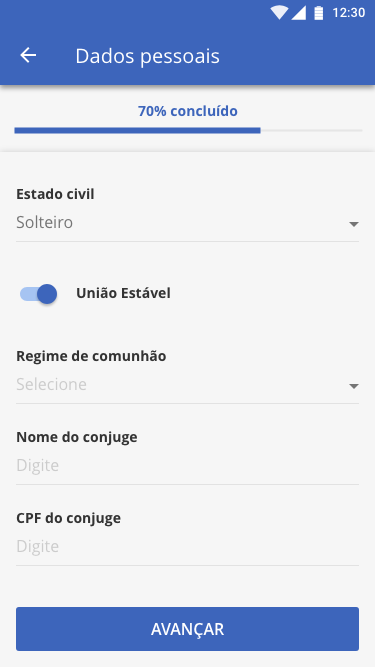 12:30
Dados pessoais
70% concluído
Estado civil
Solteiro
União Estável
Regime de comunhão
Selecione
Nome do conjuge
Digite
CPF do conjuge
Digite
AVANÇAR